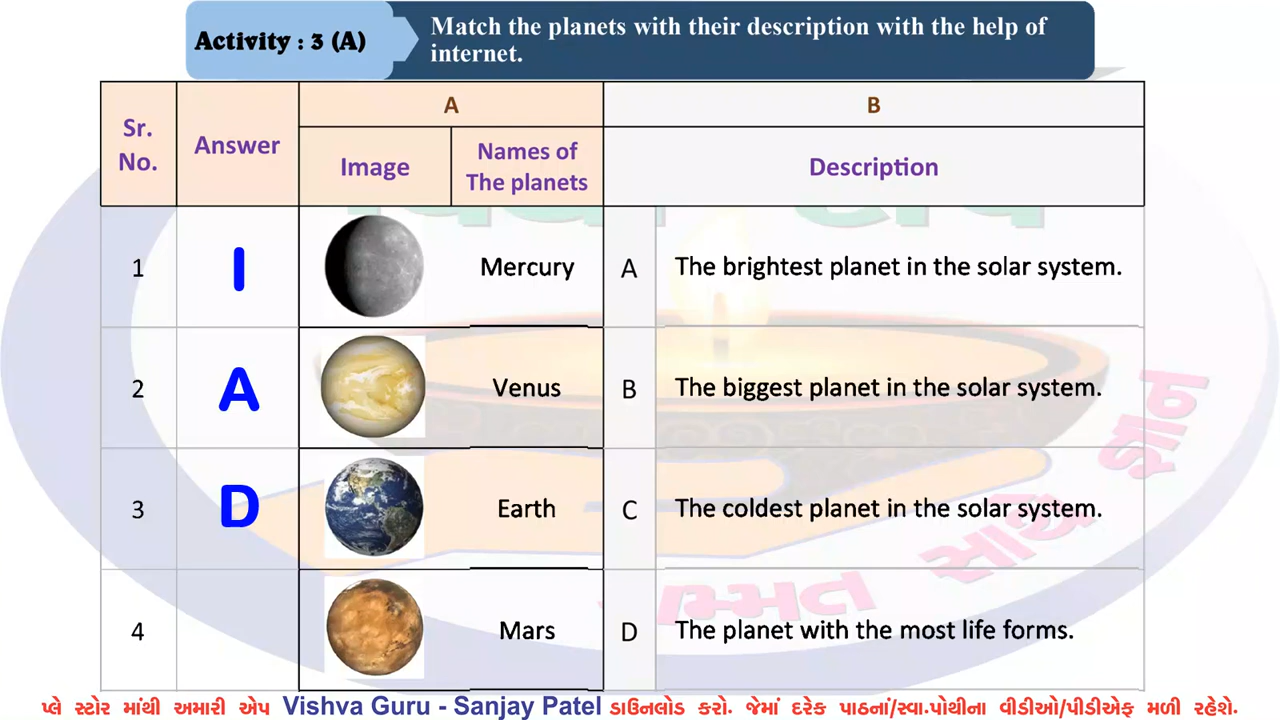 Activity : 3 (A)
Match the planets with their description with the help of
internet.
Sr.
No.
Answer
A
B
Image
Names of
The planets
Description
1
I
Mercury
A
The brightest planet in the solar system.
2
A
Venus
B
The biggest planet in the solar system.
3
D
Earth
C
The coldest planet in the solar system.
4
Mars
D
The planet with the most life forms.
જ્ઞાન
સાથે
ગમ્મત
પ્લે સ્ટોર માંથી અમારી એપ Vishva Guru - Sanjay Patel ડાઉનલોડ કરો. જેમાં દરેક પાઠનાં/સ્વા.પોથીના વીડીઓ/પીડીએફ મળી રહેશે.